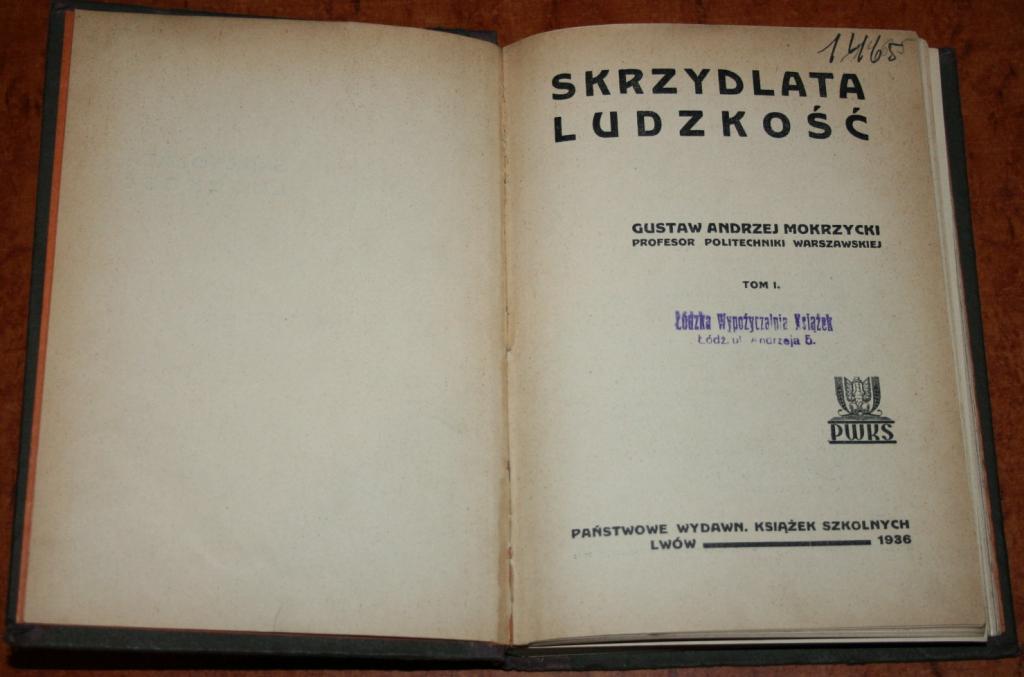 1465
SKRZYDLATA
LUDZKOŚĆ
GUSTAW ANDRZEJ MOKRZYCKI
PROFESOR POLITECHNIKI WARSZAWSKIEJ
TOM I.
Łódzka Wypożyczalnia Książek
Łódź, ul. Andrzeja 5.
PWKS
PAŃSTWOWE WYDAWN. KSIĄŻEK SZKOLNYCH
LWÓW 1936